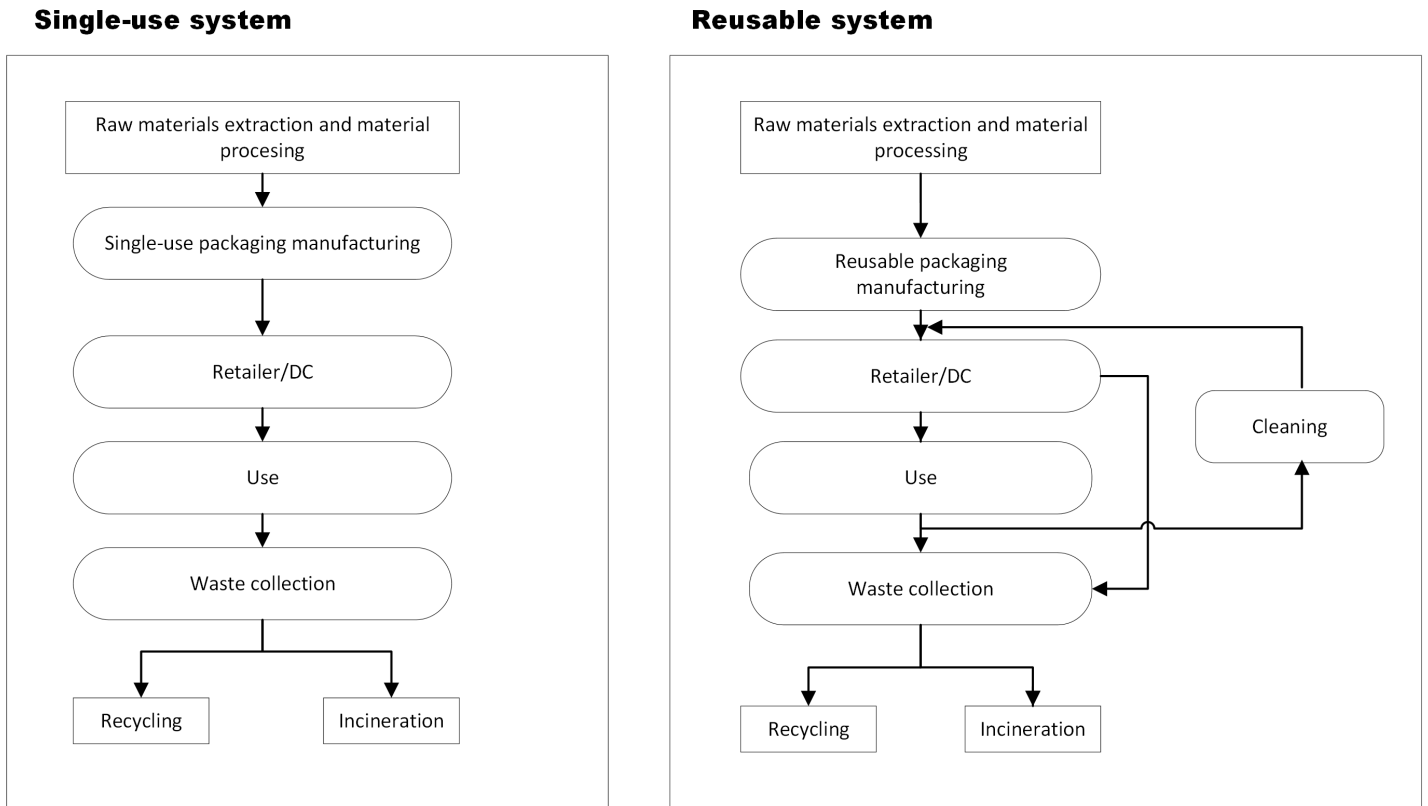 Single-use system
Raw materials extraction and material
procesing
Single-use packaging manufacturing
Retailer/DC
Use
Waste collection
Recycling
Incineration
Reusable system
Raw materials extraction and material
processing
Reusable packaging
manufacturing
Retailer/DC
Cleaning
Use
Waste collection
Recycling
Incineration